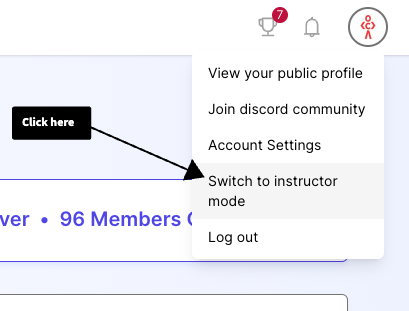 7
View your public profile
Join discord community
Click here
Account Settings
Switch to instructor
mode
ver • 96 Members
Log out